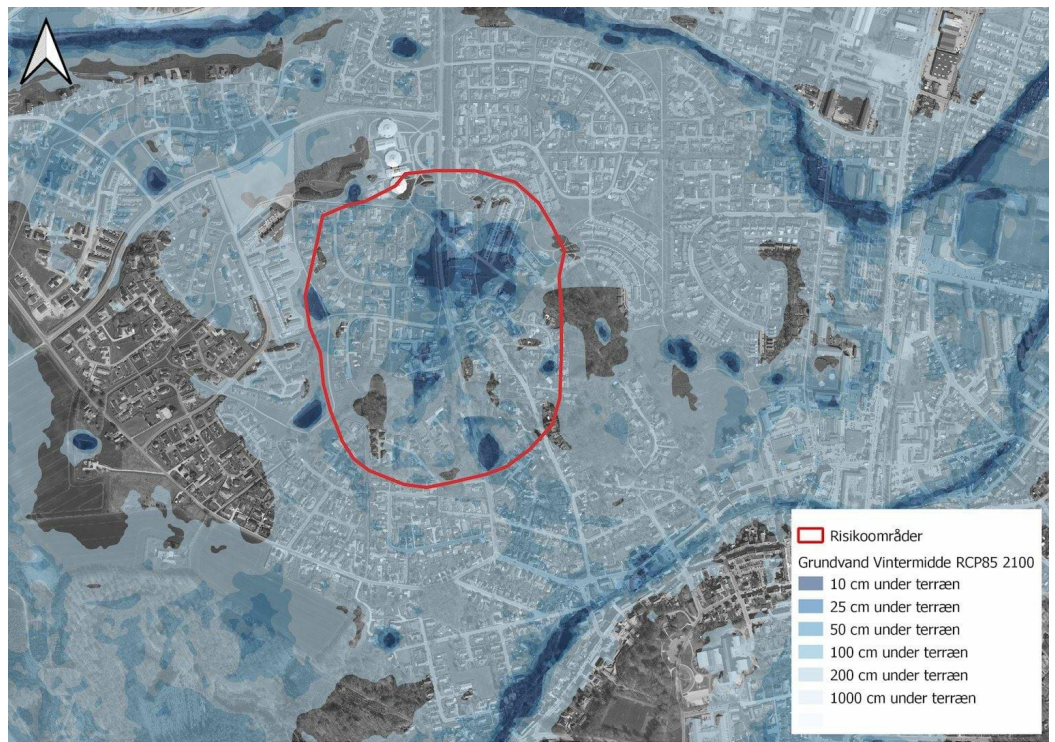 Risikoområder
Grundvand Vintermidde RCP85 2100
10 cm under terræn
25 cm under terræn
50 cm under terræn
100 cm under terræn
200 cm under terræn
1000 cm under terræn